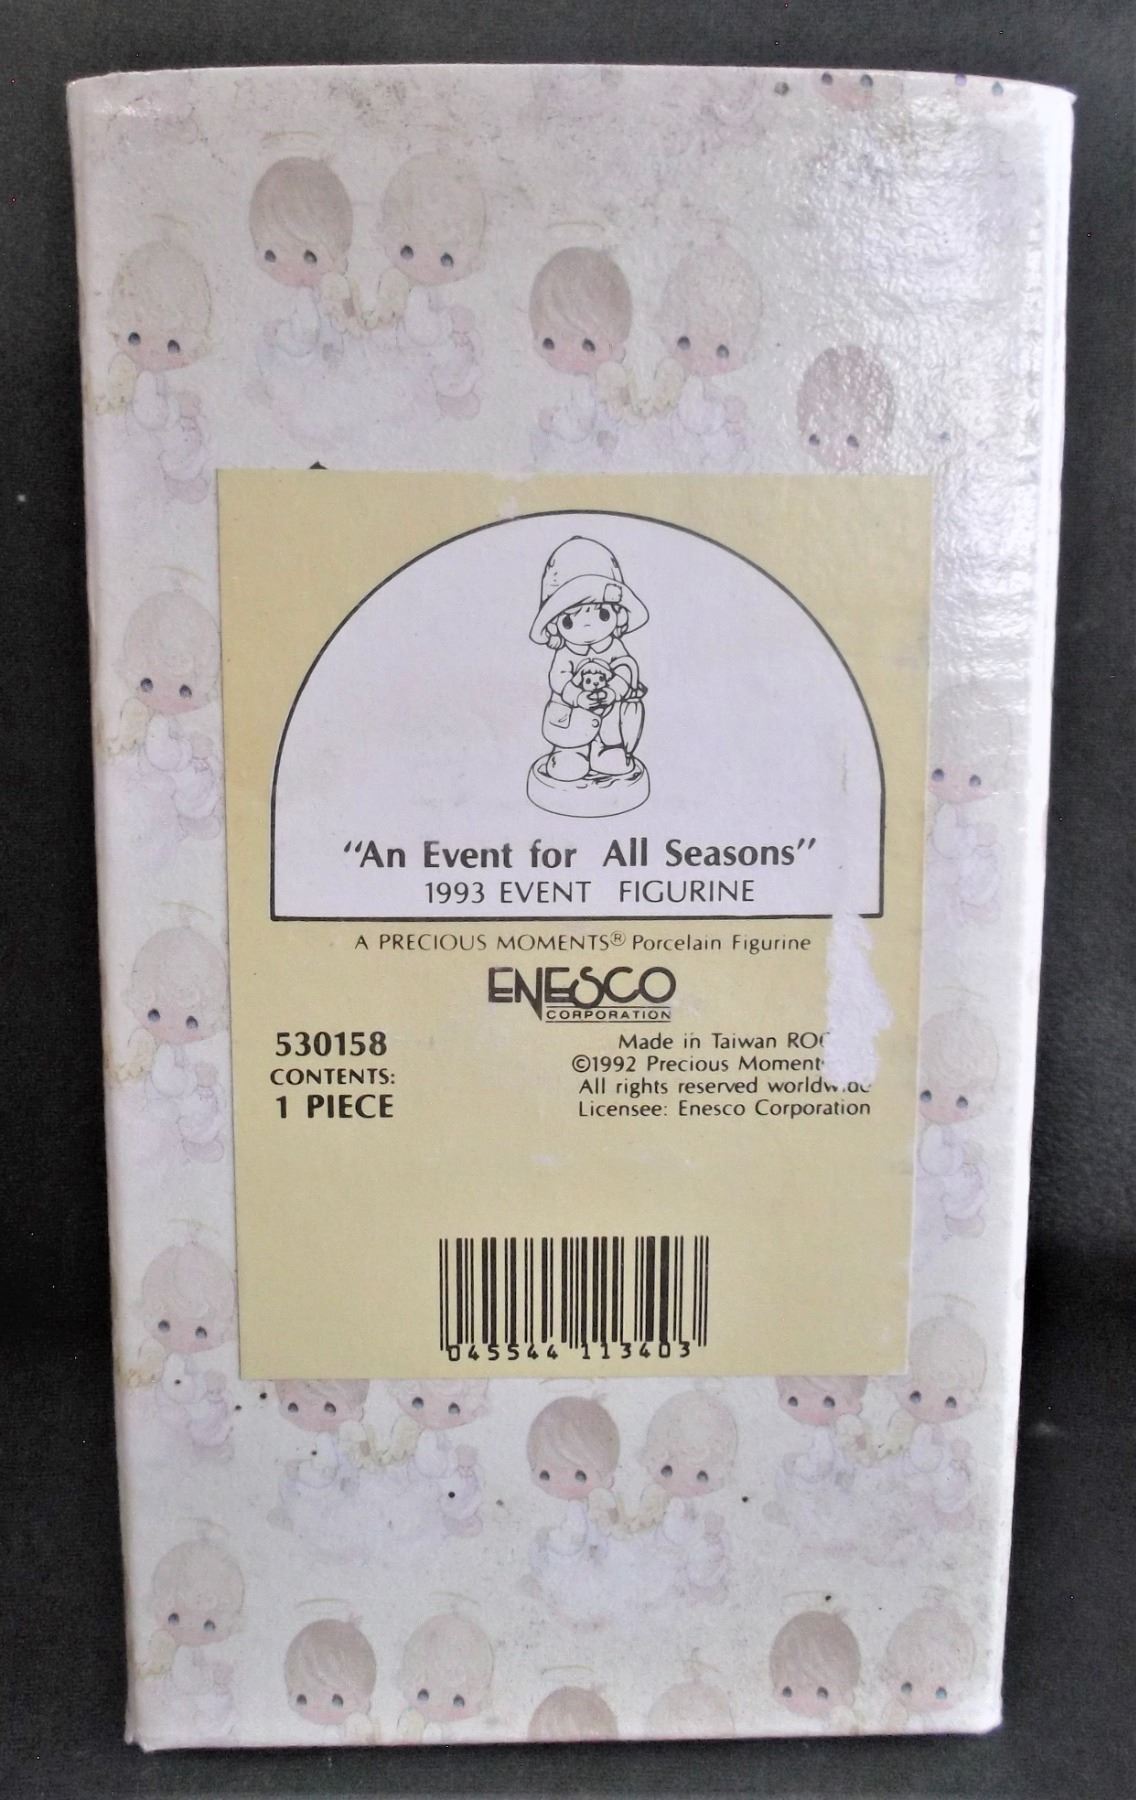 “An Event for All Seasons”
1993 EVENT FIGURINE
A PRECIOUS MOMENTS® Porcelain Figurine
ENESCO
CORPORATION
530158
CONTENTS:
1 PIECE
Made in Taiwan
©1992 Precious
All rights reserved
Licensee: Enesco Corporation
045544 113403